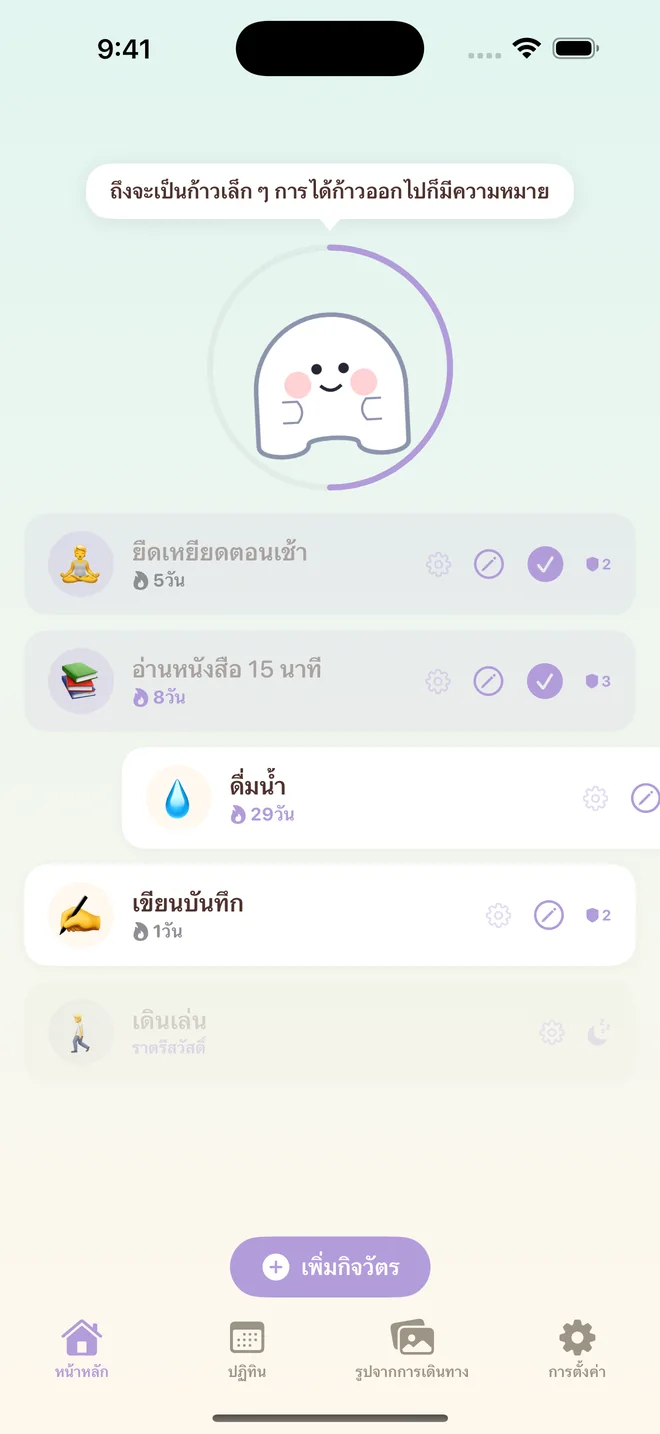 9:41
ถึงจะเป็นก้าวเล็ก ๆ การได้ก้าวออกไปก็มีความหมาย
ยืดเหยียดตอนเช้า
5วัน
2
อ่านหนังสือ 15 นาที
8วัน
3
ดื่มน้ำ
29วัน
เขียนบันทึก
1วัน
2
เดินเล่น
ราตรีสวัสดิ์
เพิ่มกิจวัตร
หน้าหลัก
ปฏิทิน
รูปจากการเดินทาง
การตั้งค่า